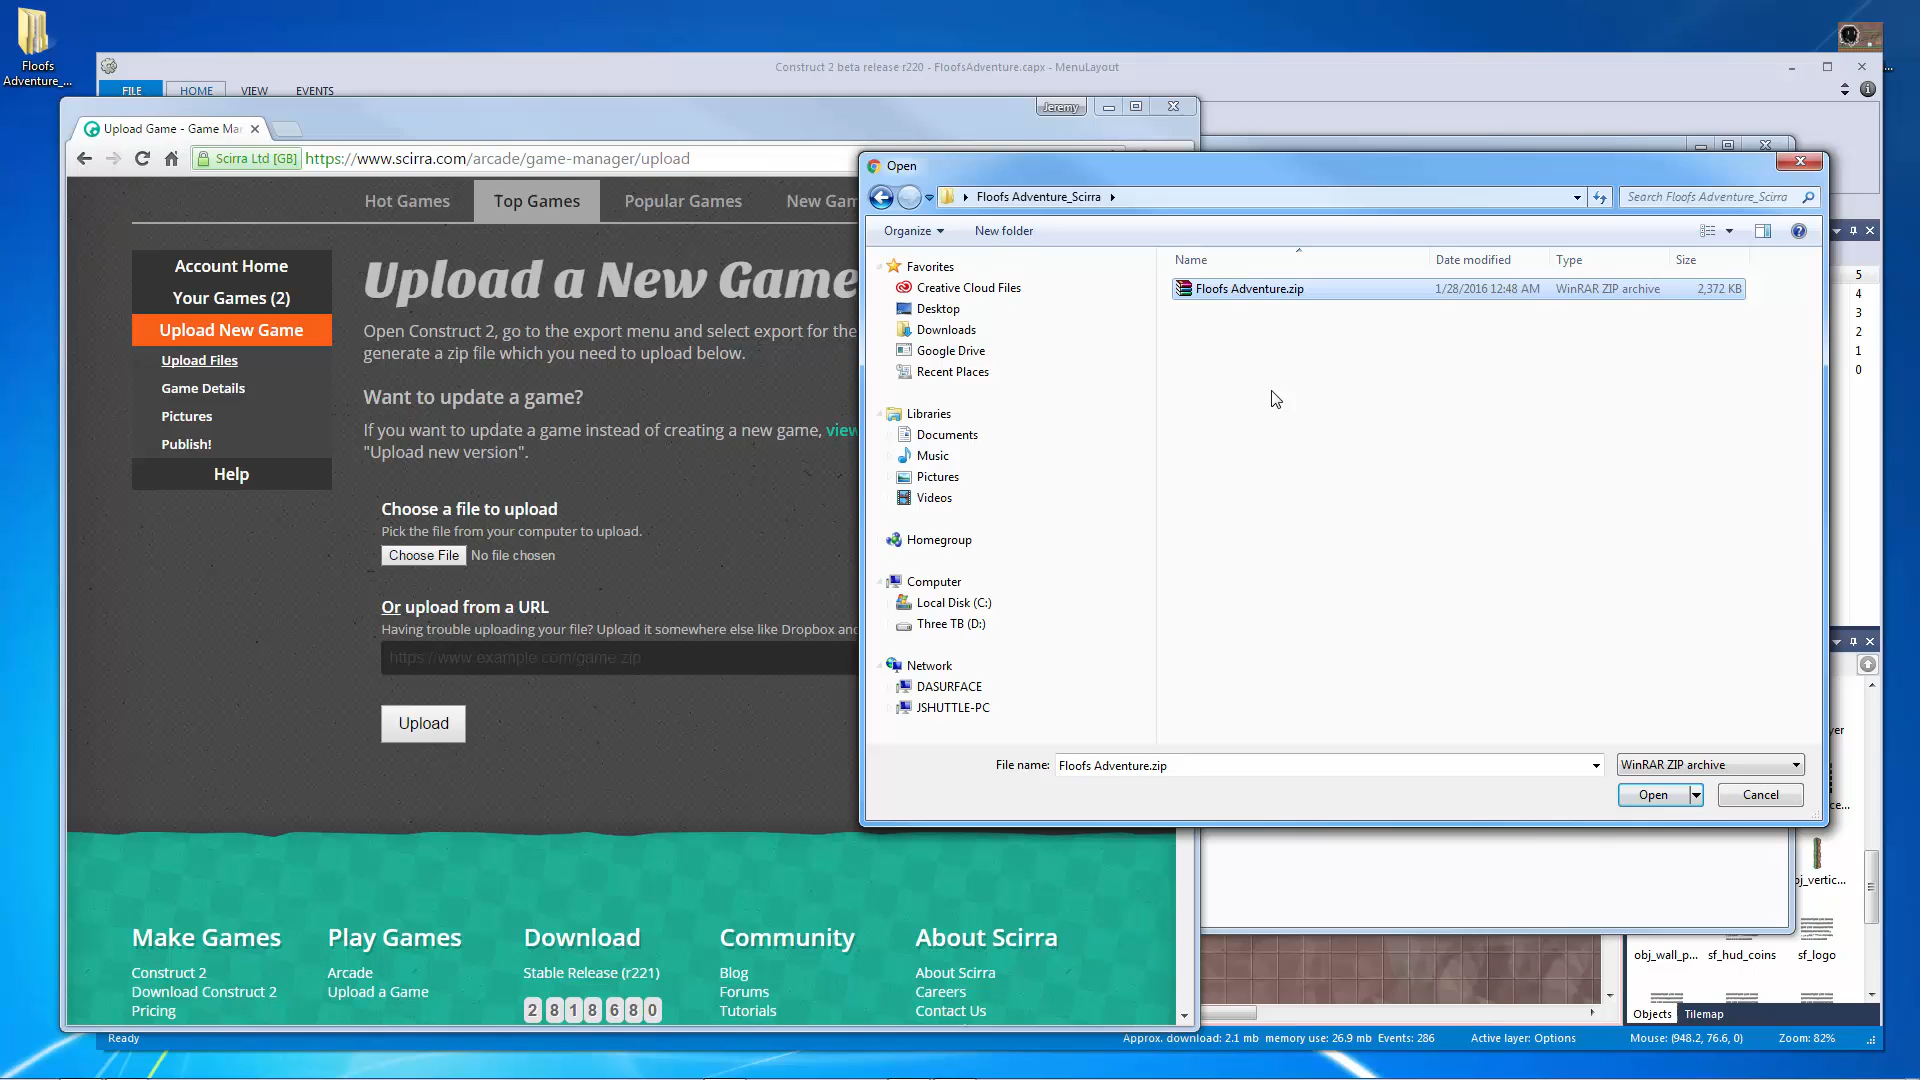 Floofs
Adventure_...
Construct 2 beta release r220 - FloofsAdventure.capx - MenuLayout
FILE
HOME
VIEW
EVENTS
Jeremy
Upload Game - Game Mar
Scirra Ltd [GB]
https://www.scirra.com/arcade/game-manager/upload
Hot Games
Top Games
Popular Games
New Gam
Account Home
Your Games (2)
Upload New Game
Upload Files
Game Details
Pictures
Publish!
Help
Upload a New Game
Open Construct 2, go to the export menu and select export for the
generate a zip file which you need to upload below.
Want to update a game?
If you want to update a game instead of creating a new game, view
"Upload new version".
Choose a file to upload
Pick the file from your computer to upload.
Choose File No file chosen
Or upload from a URL
Having trouble uploading your file? Upload it somewhere else like Dropbox and
https://www.example.com/game.zip
Upload
Make Games
Construct 2
Download Construct 2
Pricing
Play Games
Arcade
Upload a Game
Download
Stable Release (r221)
2818680
Community
Blog
Forums
Tutorials
About Scirra
About Scirra
Careers
Contact Us
Open
Floofs Adventure_Scirra
Search Floofs Adventure_Scirra
Organize
New folder
Favorites
Creative Cloud Files
Desktop
Downloads
Google Drive
Recent Places
Libraries
Documents
Music
Pictures
Videos
Homegroup
Computer
Local Disk (C:)
Three TB (D:)
Network
DASURFACE
JSHUTTLE-PC
Name Date modified Type Size
Floofs Adventure.zip 1/28/2016 12:48 AM WinRAR ZIP archive 2,372 KB
File name: Floofs Adventure.zip
WinRAR ZIP archive
Open
Cancel
5
4
3
2
1
0
yer
ce...
bj_vertic...
obj_wall_p... sf_hud_coins sf_logo
Objects Tilemap
Ready
Approx. download: 2.1 mb memory use: 26.9 mb Events: 286
Active layer: Options
Mouse: (948.2, 76.6, 0)
Zoom: 82%